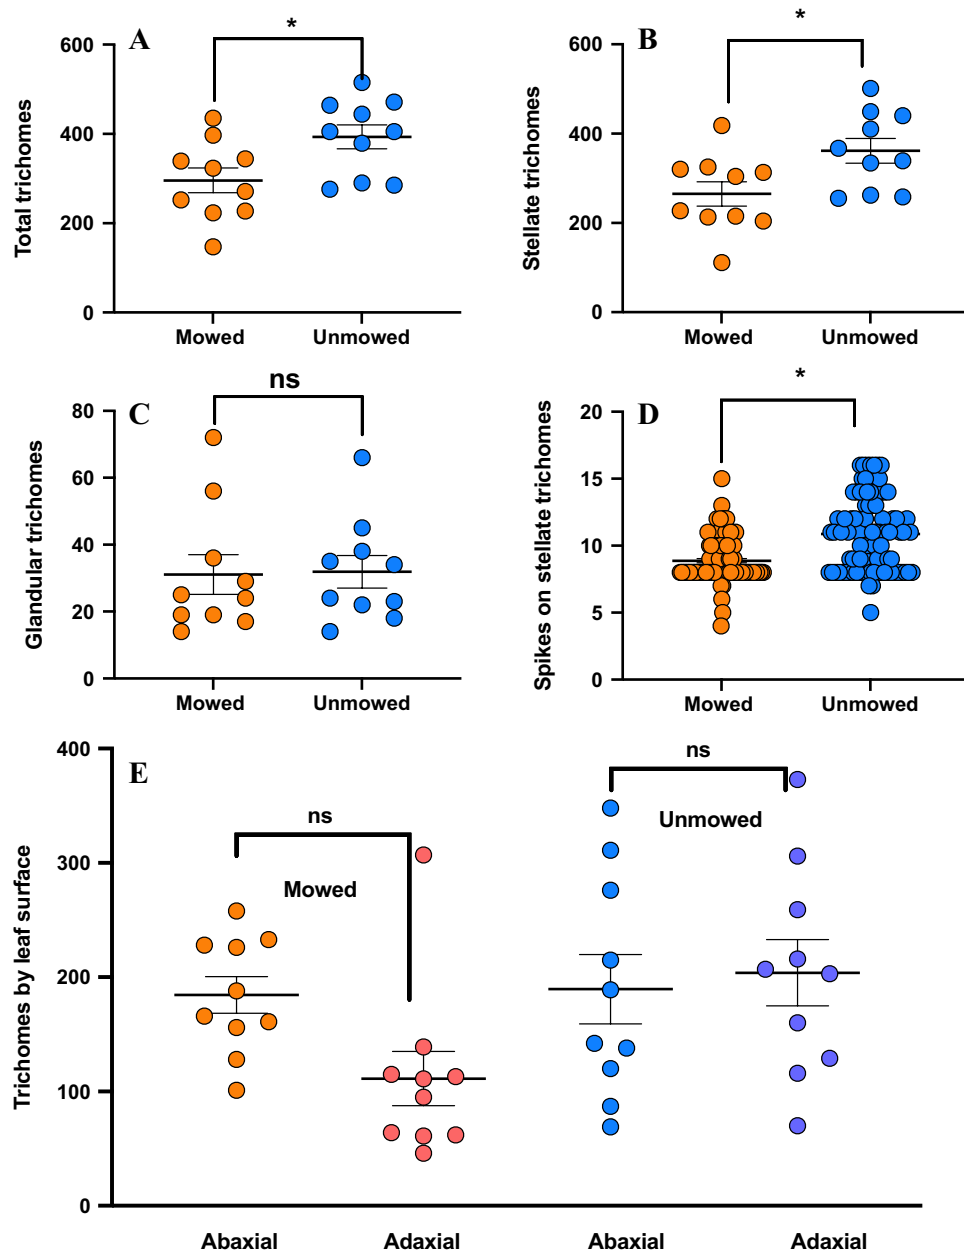 A
*
Total trichomes
600
400
200
0
Mowed
Unmowed
B
*
Stellate trichomes
600
400
200
0
Mowed
Unmowed
C
ns
Glandular trichomes
80
60
40
20
0
Mowed
Unmowed
D
*
Spikes on stellate trichomes
20
15
10
5
0
Mowed
Unmowed
E
Trichomes by leaf surface
400
300
200
100
0
ns
Mowed
ns
Unmowed
Abaxial
Adaxial
Abaxial
Adaxial